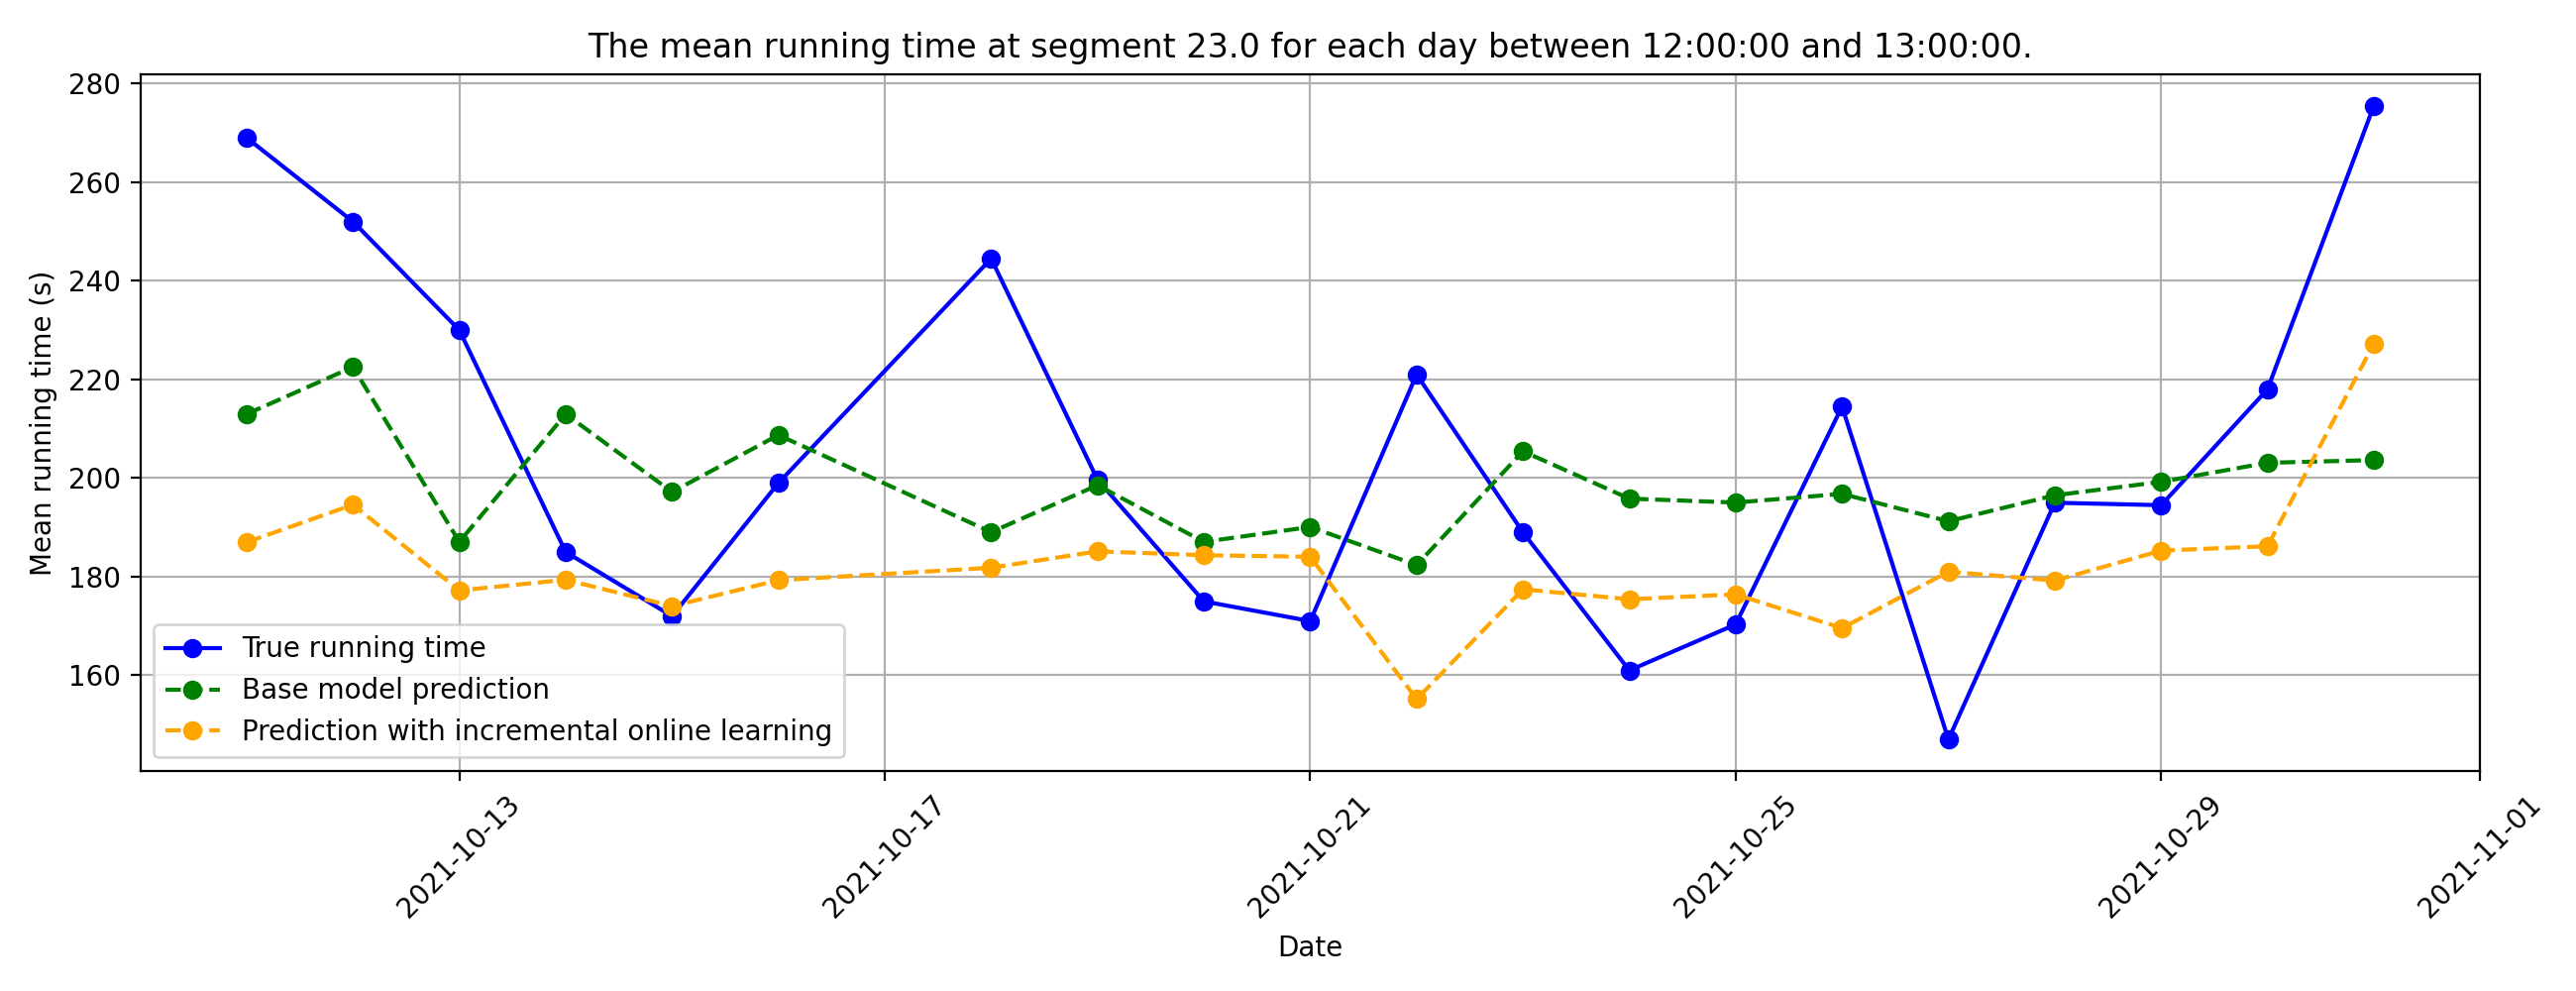 The mean running time at segment 23.0 for each day between 12:00:00 and 13:00:00.
Mean running time (s)
280
260
240
220
200
180
160
True running time
Base model prediction
Prediction with incremental online learning
2021-10-13
2021-10-17
2021-10-21
2021-10-25
2021-10-29
2021-11-01
Date